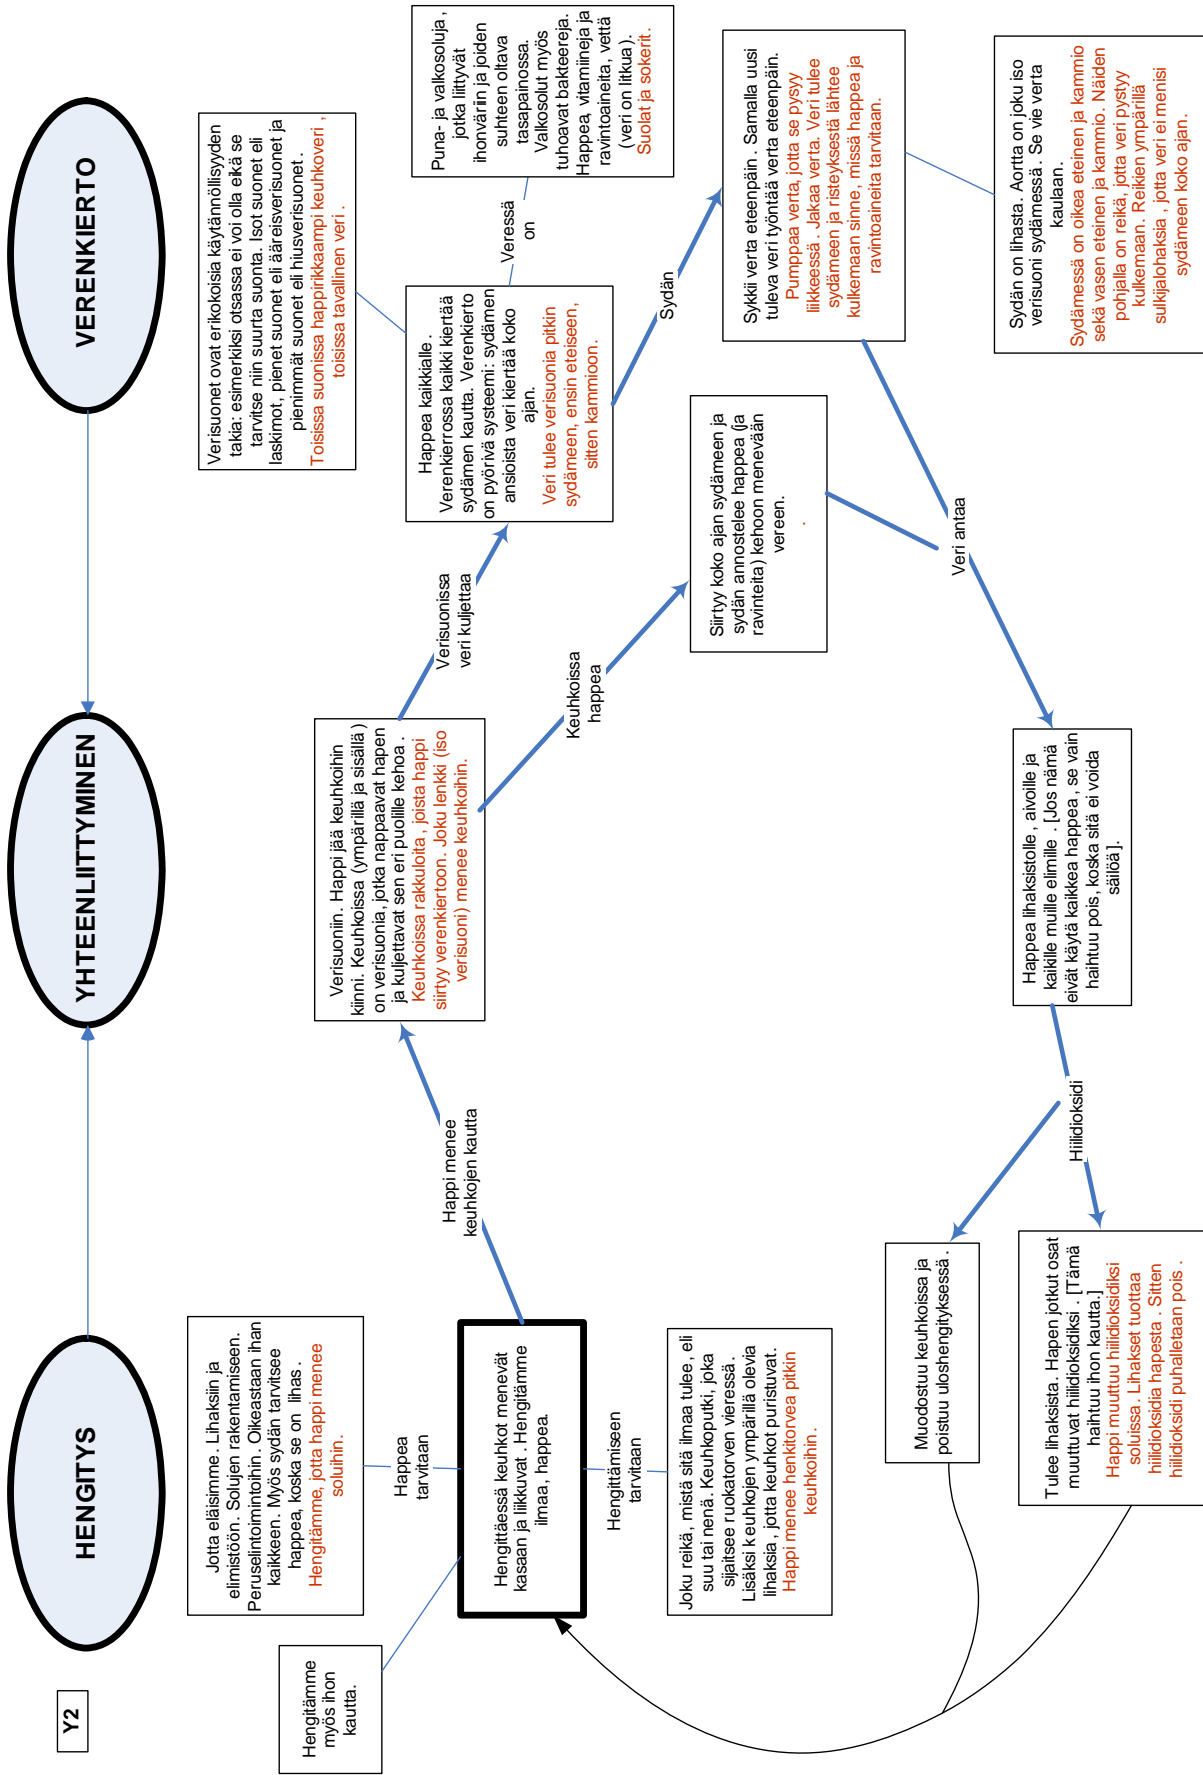 Y2
HENGITYS
YHTEENLIITTYMINEN
VERENKIERTO
Hengitämme
myös ihon
kautta.
Jotta eläisimme. Lihaksiin ja
elimistöön. Solujen rakentamiseen.
Peruselintoimintoihin. Oikeastaan ihan
kaikkeen. Myös sydän tarvitsee
happea, koska se on lihas.
Hengitämme, jotta happi menee
soluihin.
Happea
tarvitaan
Hengittäessä keuhkot menevät
kasaan ja liikkuvat. Hengitämme
ilmaa, happea.
Hengittämiseen
tarvitaan
Joku reikä, mistä sitä ilmaa tulee, eli
suu tai nenä. Keuhkoputki, joka
sijaitsee ruokatorven vieressä.
Lisäksi keuhkojen ympärillä olevia
lihaksia, jotta keuhkot puristuvat.
Happi menee henkitorvea pitkin
keuhkoihin.
Happi menee
keuhkojen kautta
Verisuoniin. Happi jää keuhkoihin
kiinni. Keuhkoissa (ympärillä ja sisällä)
on verisuonia, jotka nappaavat hapen
ja kuljettavat sen eri puolille kehoa.
Keuhkoissa rakkuloita, joista happi
siirtyy verenkiertoon. Joku lenkki (iso
verisuoni) menee keuhkoihin.
Verisuonissa
veri kuljettaa
Keuhkoissa
happea
Verisuonet ovat erikokoisia käytännöllisyyden
takia: esimerkiksi otsassa ei voi olla eikä se
tarvitse niin suurta suonta. Isot suonet eli
laskimot, pienet suonet eli ääreisverisuonet ja
pienimmät suonet eli hiusverisuonet.
Toisissa suonissa happirikkaampi keuhkoveri,
toisissa tavallinen veri.
Happea kaikkialle.
Verenkierrossa kaikki kiertää
sydämen kautta. Verenkierto
on pyörivä systeemi: sydämen
ansioista veri kiertää koko
ajan.
Veri tulee verisuonia pitkin
sydämeen, ensin eteiseen,
sitten kammioon.
Veressä
on
Puna- ja valkosoluja,
jotka liittyvät
ihonväriin ja joiden
suhteen oltava
tasapainossa.
Valkosolut myös
tuhoavat bakteereja.
Happea, vitamiineja ja
ravintoaineita, vettä
(veri on litkua).
Suolat ja sokerit.
Sydän
Siirtyy koko ajan sydämeen ja
sydän annostelee happea (ja
ravinteita) kehoon menevään
vereen.
.
Sykkii verta eteenpäin. Samalla uusi
tuleva veri työntää verta eteenpäin.
Pumppaa verta, jotta se pysyy
liikkeessä. Jakaa verta. Veri tulee
sydämeen ja risteyksestä lähtee
kulkemaan sinne, missä happea ja
ravintoaineita tarvitaan.
Sydän on lihasta. Aortta on joku iso
verisuoni sydämessä. Se vie verta
kaulaan.
Sydämessä on oikea eteinen ja kammio
sekä vasen eteinen ja kammio. Näiden
pohjalla on reikä, jotta veri pystyy
kulkemaan. Reikien ympärillä
sulkijalohaksia, jotta veri ei menisi
sydämeen koko ajan.
Veri antaa
Happea lihaksistolle, aivoille ja
kaikille muille elimille. [Jos nämä
eivät käytä kaikkea happea, se vain
haihtuu pois, koska sitä ei voida
säilöä].
Hiilidioksidi
Muodostuu keuhkoissa ja
poistuu uloshengityksessä.
Tulee lihaksista. Hapen jotkut osat
muuttuvat hiilidioksidiksi. [Tämä
haihtuu ihon kautta.]
Happi muuttuu hiilidioksidiksi
soluissa. Lihakset tuottaa
hiilidioksidia hapesta. Sitten
hiilidioksidi puhalletaan pois.